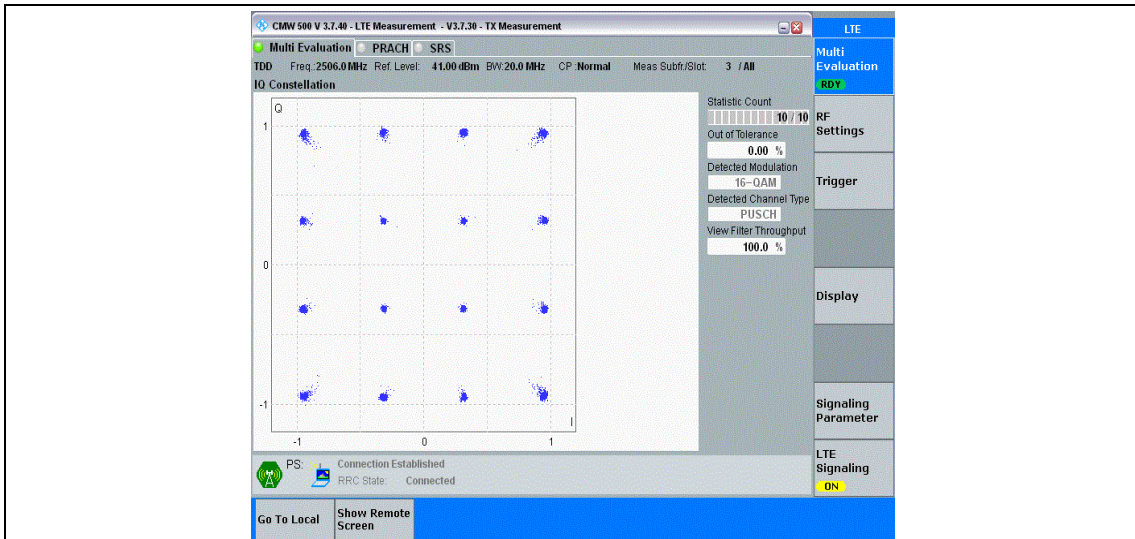 CMW 500 V 3.7.40 - LTE Measurement - V3.7.30 - TX Measurement
LTE
Multi Evaluation PRACH SRS
Multi
Evaluation
RDY
TDD Freq.:2506.0 MHz Ref. Level: 41.00 dBm BW:20.0 MHz CP :Normal Meas Subfr./Slot: 3 / All
IQ Constellation
Q
1
0
-1
-1 0 1
I
Statistic Count
10 / 10
Out of Tolerance
0.00 %
Detected Modulation
16-QAM
Detected Channel Type
PUSCH
View Filter Throughput
100.0 %
RF
Settings
Trigger
Display
Signaling
Parameter
LTE
Signaling
ON
PS: Connection Established
RRC State: Connected
Go To Local
Show Remote
Screen